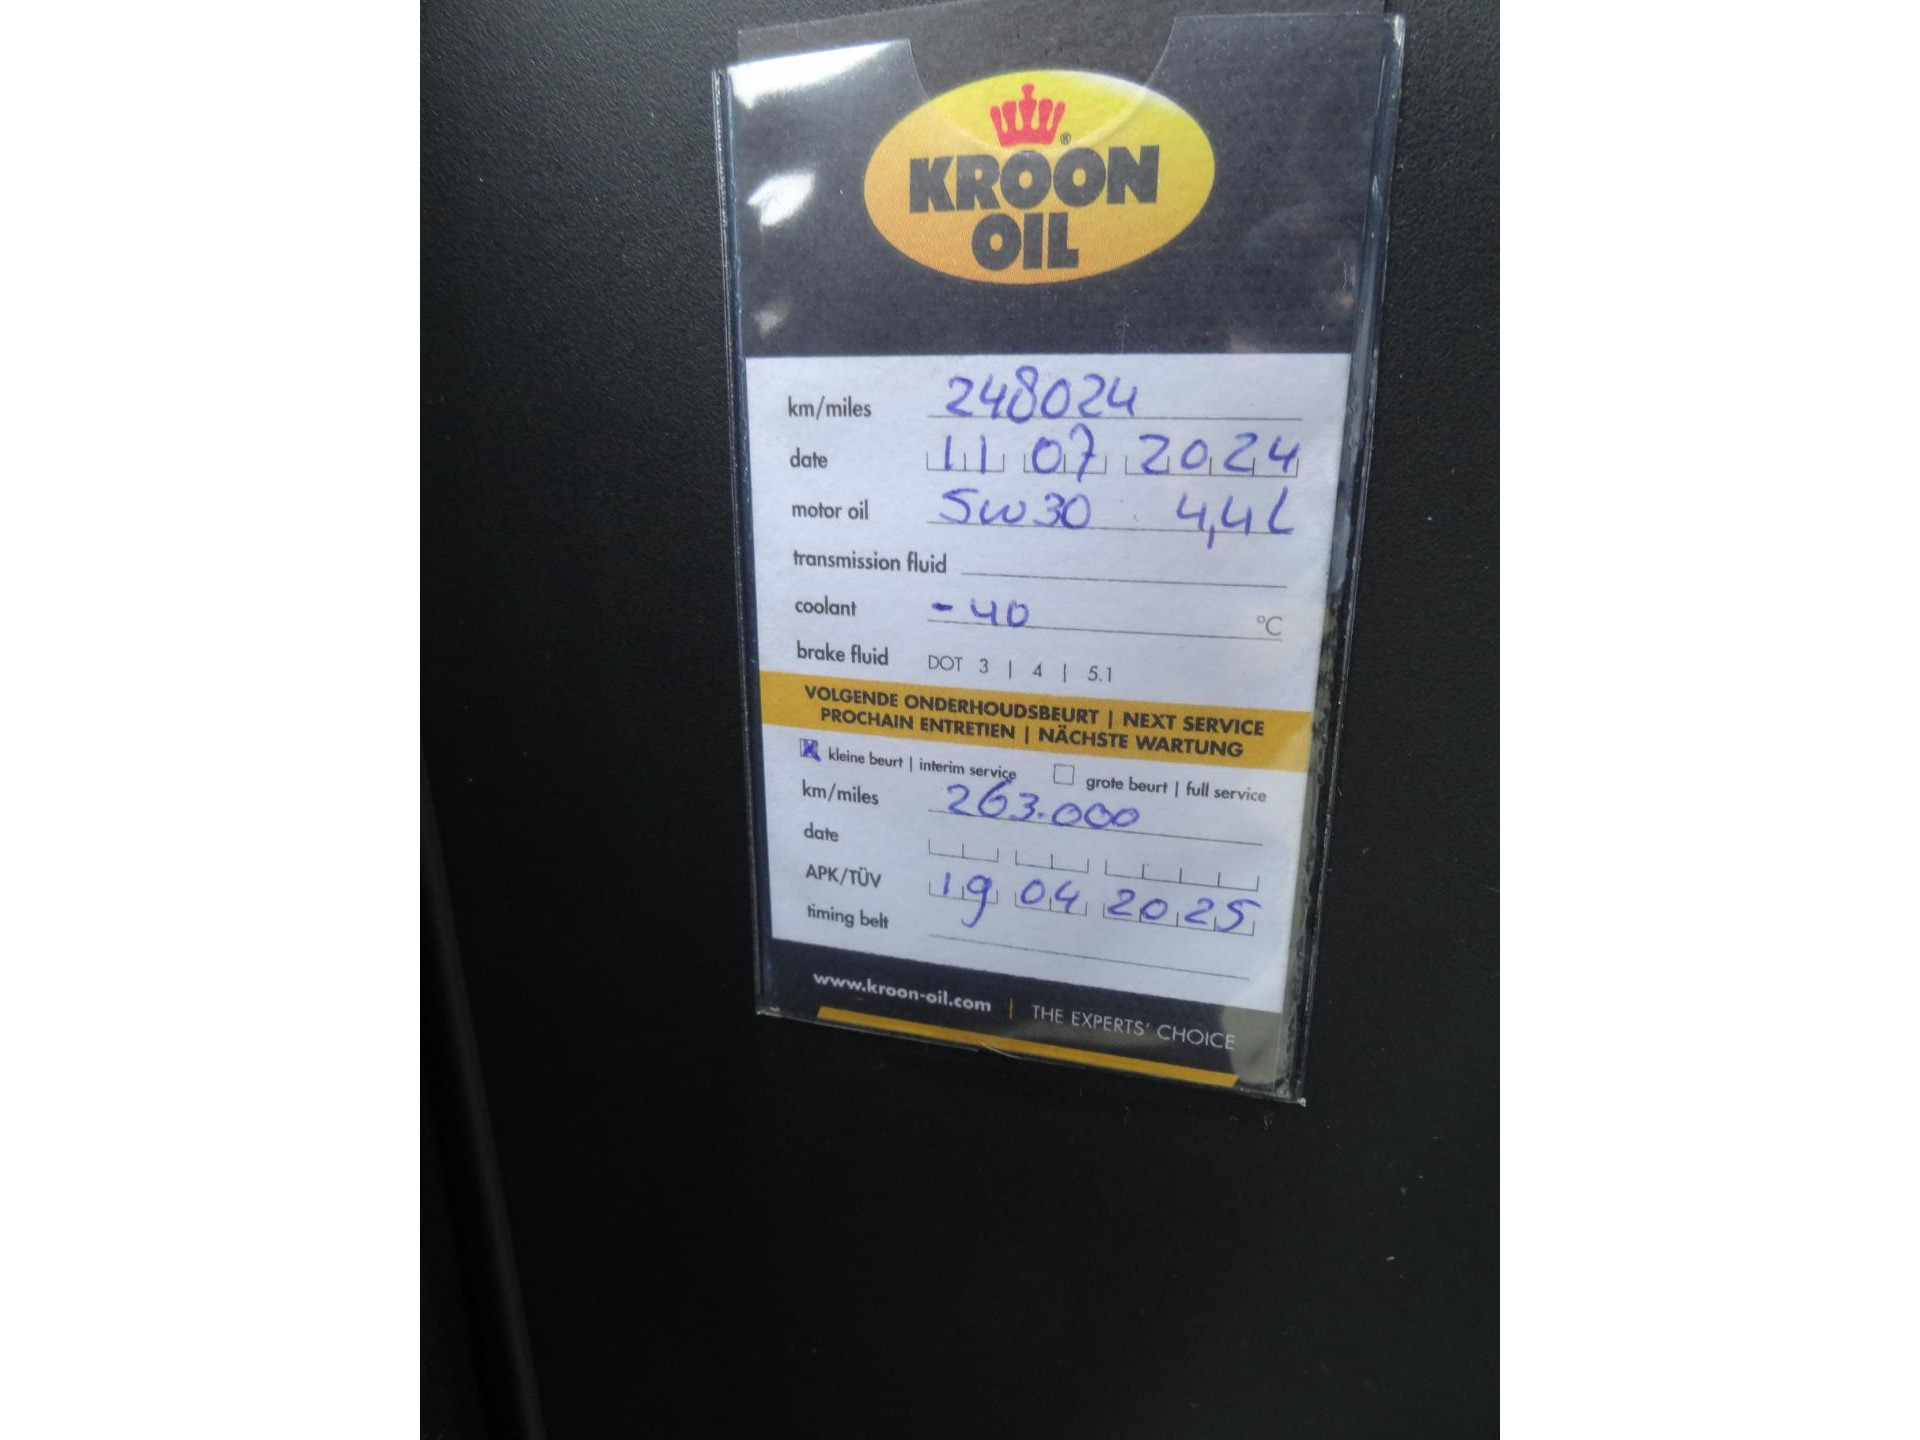 KROON
OIL
km/miles 248024
date 11 07 2024
motor oil 5w30 4,4L
transmission fluid
coolant -40 °C
brake fluid DOT 3 | 4 | 5.1
VOLGENDE ONDERHOUDSBEURT | NEXT SERVICE
PROCHAIN ENTRETIEN | NÄCHSTE WARTUNG
kleine beurt | interim service grote beurt | full service
km/miles 263.000
date
APK/TÜV 19 04 2025
timing belt
www.kroon-oil.com | THE EXPERTS' CHOICE